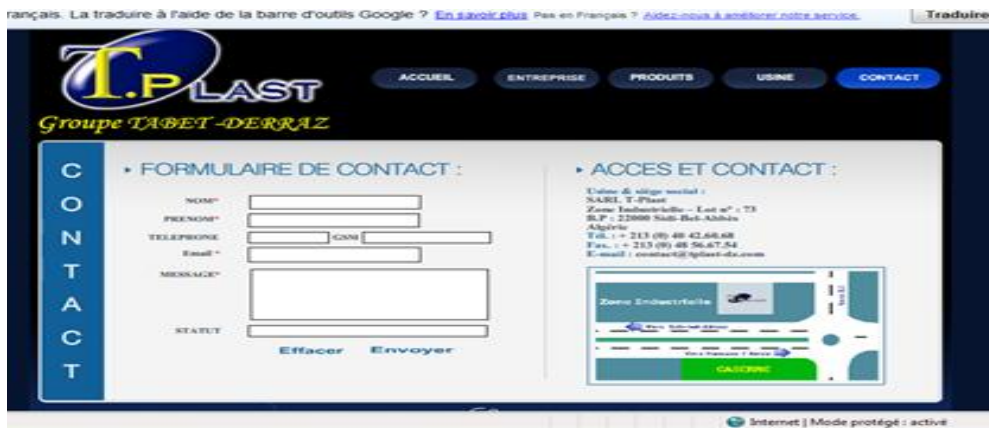 rançais. La traduire à l'aide de la barre d'outils Google ? En savoir plus Pas en Français ? Aidez-nous à améliorer notre service. Traduire
T.PLAST
Groupe TABET-DERRAZ
ACCUEIL ENTREPRISE PRODUITS USINE CONTACT
CONTACT
FORMULAIRE DE CONTACT :
NOM*
PRENOM*
TELEPHONE GSM
Email *
MESSAGE*
STATUT
Effacer Envoyer
ACCES ET CONTACT :
Usine & siège social :
SARL T-Plast
Zone Industrielle - Lot n° : 73
B.P : 22000 Sidi-Bel-Abbès
Algérie
Tél. : + 213 (0) 40 42.60.68
Fax. : + 213 (0) 48 56.67.54
E-mail : contact@tplast-dz.com
Zone Industrielle
CASERNE
Internet | Mode protégé : activé